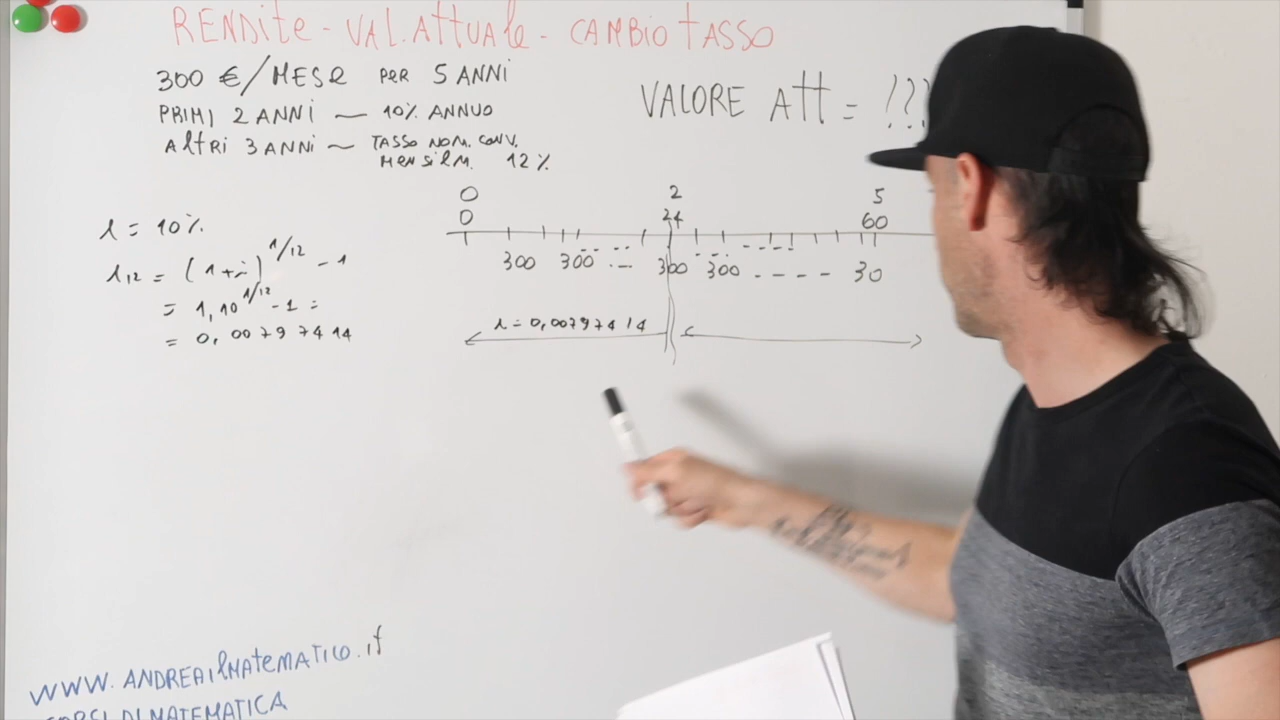 RENDITE - VAL. ATTUALE - CAMBIO TASSO
300 €/MESE PER 5 ANNI
PRIMI 2 ANNI — 10% ANNUO
ALTRI 3 ANNI ~ TASSO NOM. CONV.
MENSILM. 12%
VALORE ATT = !??
0 2 5
0 24 60
300 300 ... 300 300 ---- 30
i = 0,00797414
i = 10%
i12 = (1+i)^1/12 - 1
= 1,10^1/12 - 1 =
= 0,00797414
WWW.ANDREAILMATEMATICO.it
CORSI DI MATEMATICA